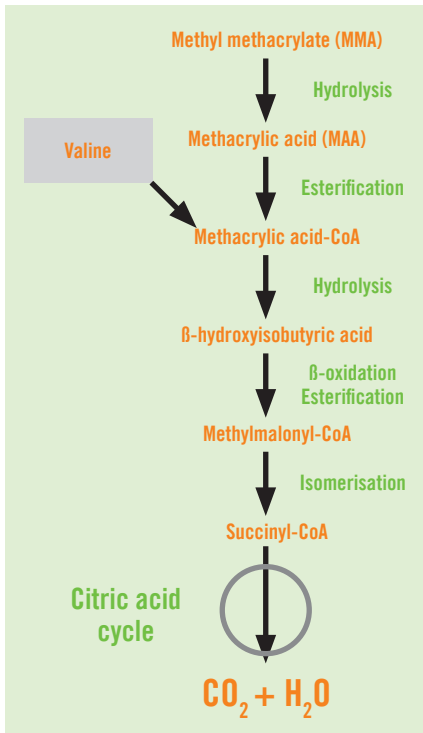 Methyl methacrylate (MMA)
Hydrolysis
Methacrylic acid (MAA)
Valine
Esterification
Methacrylic acid-CoA
Hydrolysis
ß-hydroxyisobutyric acid
ß-oxidation
Esterification
Methylmalonyl-CoA
Isomerisation
Succinyl-CoA
Citric acid
cycle
CO₂ + H₂O